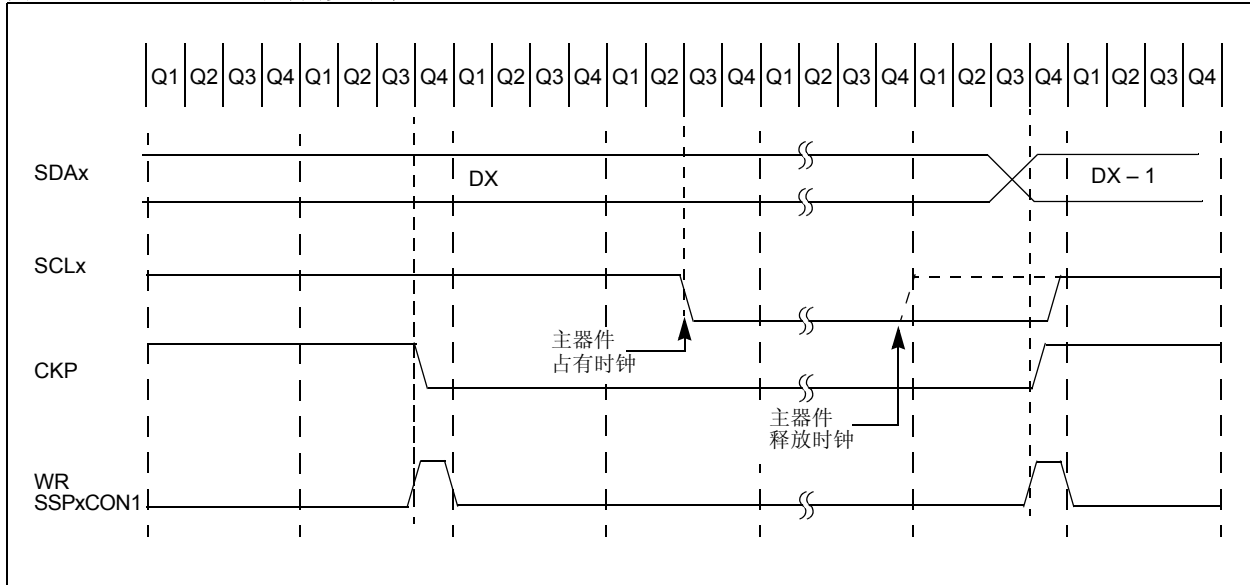 Q1 Q2 Q3 Q4 Q1 Q2 Q3 Q4 Q1 Q2 Q3 Q4 Q1 Q2 Q3 Q4 Q1 Q2 Q3 Q4 Q1 Q2 Q3 Q4 Q1 Q2 Q3 Q4
SDAx
DX
DX – 1
SCLx
主器件
占有时钟
CKP
主器件
释放时钟
WR
SSPxCON1